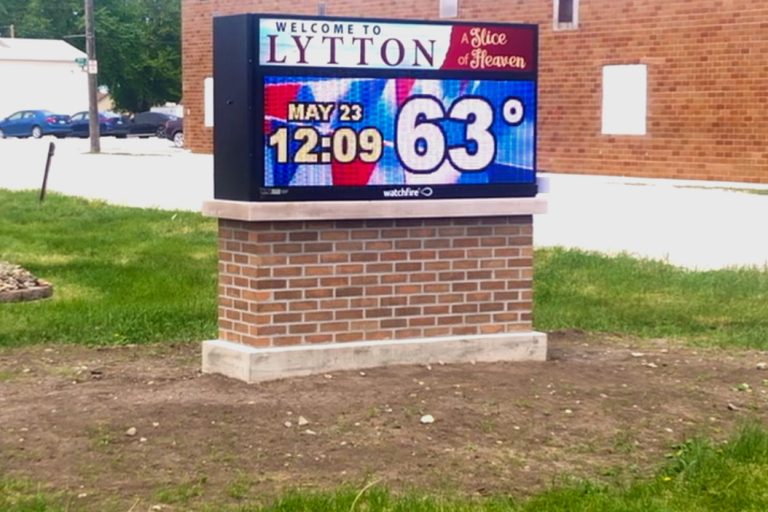 WELCOME TO
LYTTON
A Slice
of Heaven
MAY 23
12:09
63°
watchfire